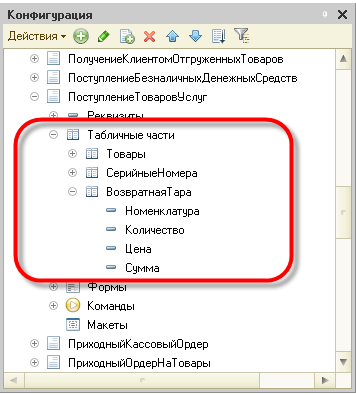 Конфигурация
Действия
ПолучениеКлиентомОтгруженныхТоваров
ПоступлениеБезналичныхДенежныхСредств
ПоступлениеТоваровУслуг
Реквизиты
Табличные части
Товары
СерийныеНомера
ВозвратнаяТара
Номенклатура
Количество
Цена
Сумма
Формы
Команды
Макеты
ПриходныйКассовыйОрдер
ПриходныйОрдерНаТовары